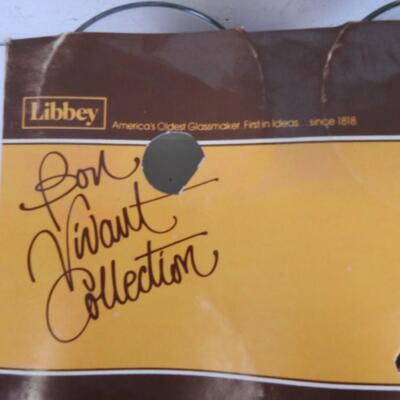 Libbey
America's Oldest Glassmaker. First in Ideas...since 1818.
Bon
Vivant
Collection